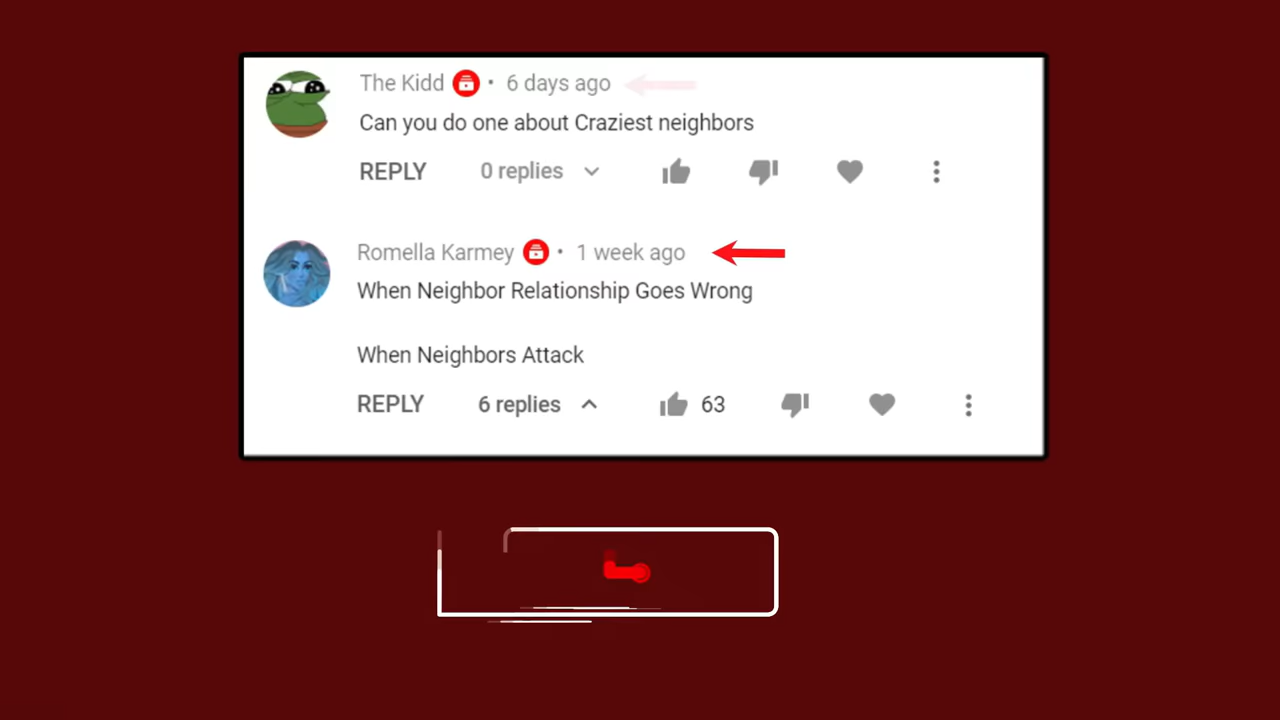 The Kidd • 6 days ago
Can you do one about Craziest neighbors
REPLY 0 replies
Romella Karmey • 1 week ago
When Neighbor Relationship Goes Wrong
When Neighbors Attack
REPLY 6 replies 63